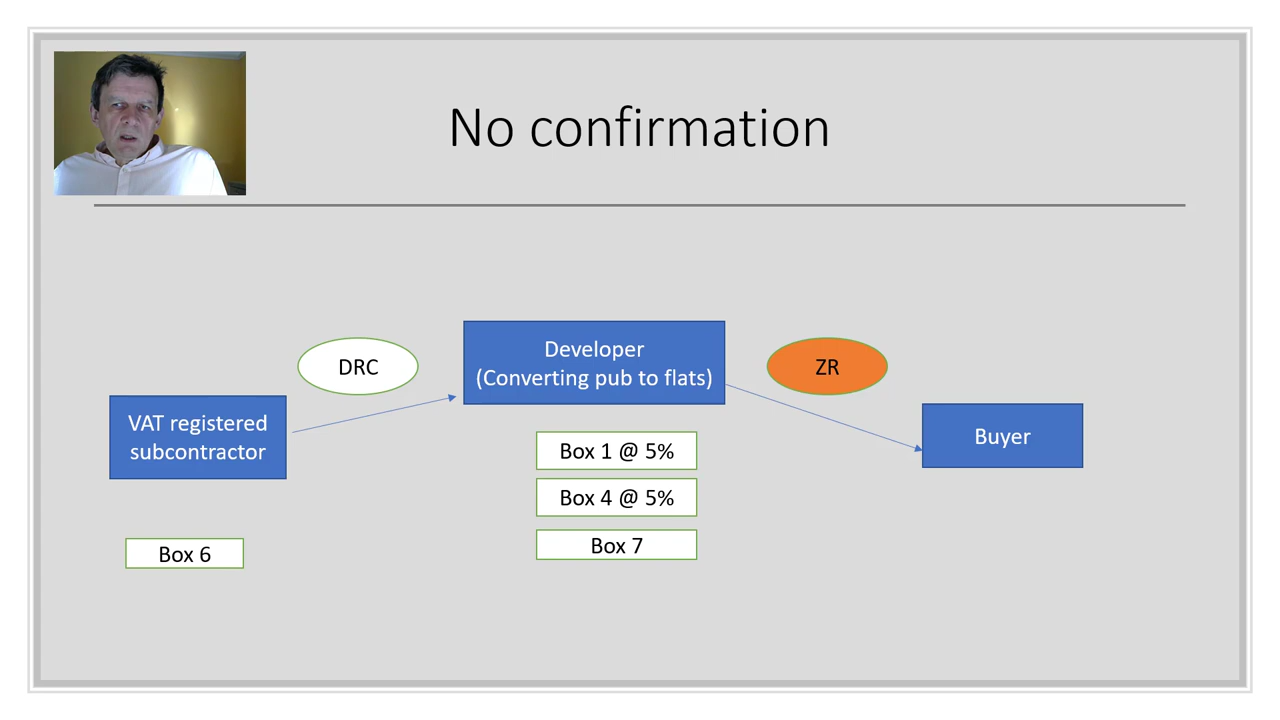 No confirmation
DRC
Developer
(Converting pub to flats)
ZR
VAT registered
subcontractor
Buyer
Box 1 @ 5%
Box 4 @ 5%
Box 7
Box 6